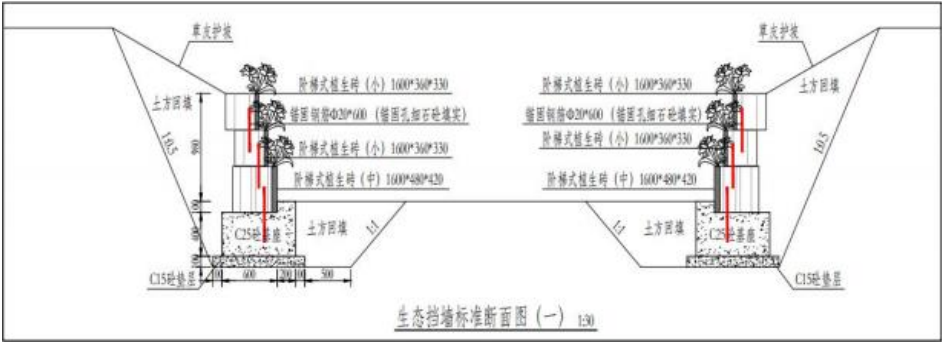 草灰护坡
草灰护坡
阶梯式植生砖（小）1600*360*330
阶梯式植生砖（小）1600*360*330
土方回填
土方回填
锚固钢筋Φ20*600（锚固孔细石砼填实）
锚固钢筋Φ20*600（锚固孔细石砼填实）
1:0.5
980
阶梯式植生砖（小）1600*360*330
阶梯式植生砖（小）1600*360*330
1:0.5
阶梯式植生砖（中）1600*480*420
阶梯式植生砖（中）1600*480*420
100
400
100
C25砼基座
土方回填
1:1
1:1
土方回填
C25砼基座
C15砼垫层
100
600
200
100
500
C15砼垫层
生态挡墙标准断面图（一） 1:30